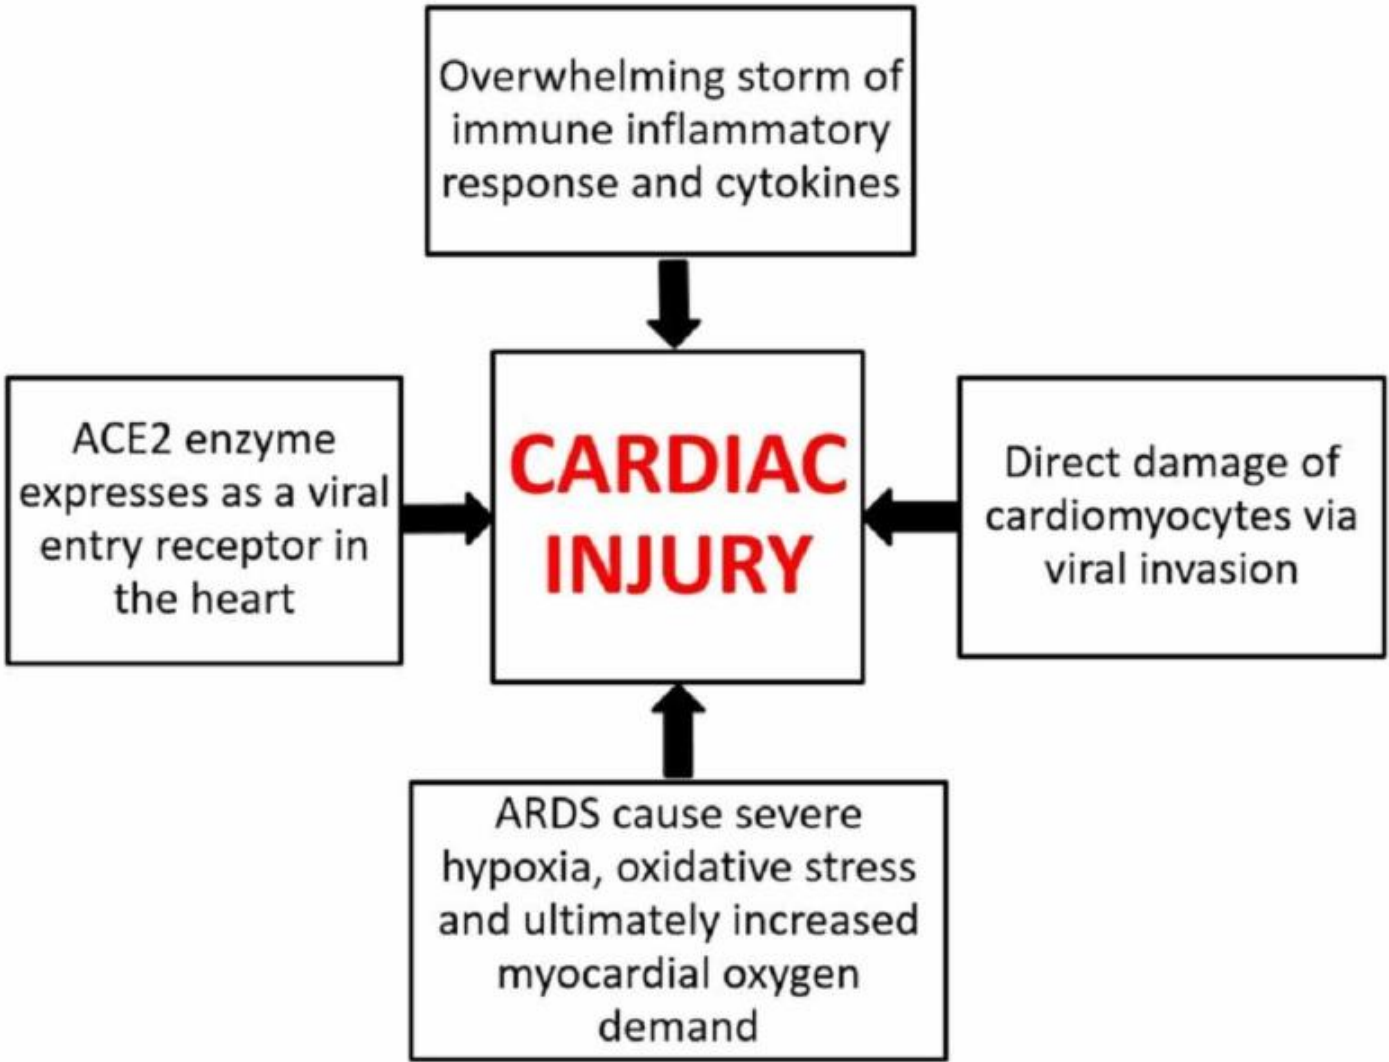 Overwhelming storm of
immune inflammatory
response and cytokines
ACE2 enzyme
expresses as a viral
entry receptor in
the heart
CARDIAC
INJURY
Direct damage of
cardiomyocytes via
viral invasion
ARDS cause severe
hypoxia, oxidative stress
and ultimately increased
myocardial oxygen
demand